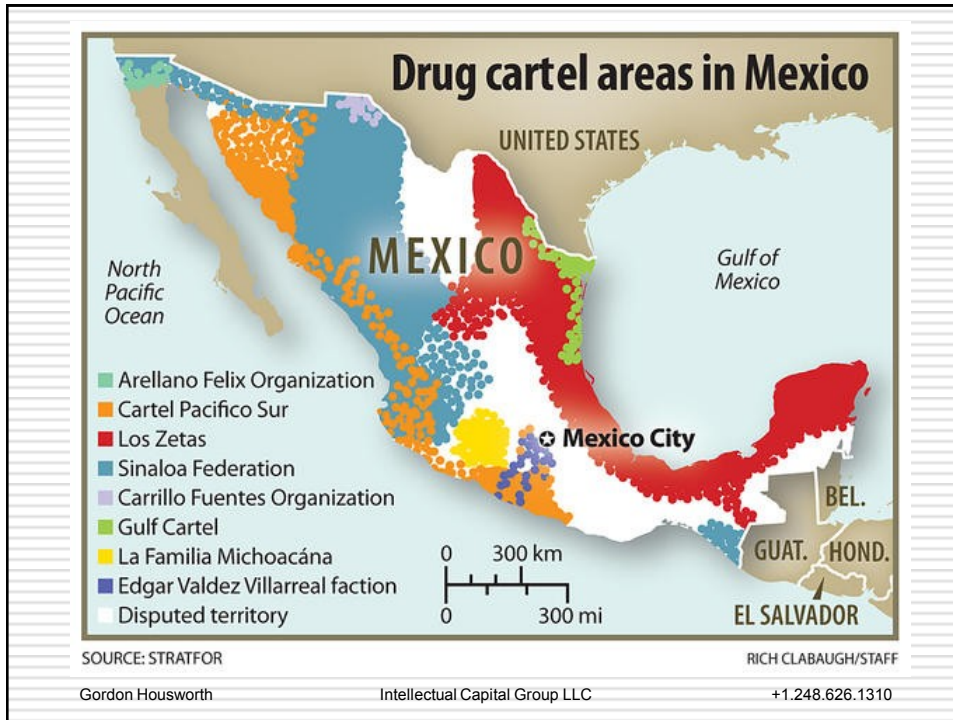 Drug cartel areas in Mexico
UNITED STATES
MEXICO
Gulf of
Mexico
North
Pacific
Ocean
Arellano Felix Organization
Cartel Pacifico Sur
Los Zetas
Sinaloa Federation
Carrillo Fuentes Organization
Gulf Cartel
La Familia Michoacána
Edgar Valdez Villarreal faction
Disputed territory
Mexico City
BEL.
GUAT.
HOND.
EL SALVADOR
0 300 km
0 300 mi
SOURCE: STRATFOR
RICH CLABAUGH/STAFF
Gordon Housworth
Intellectual Capital Group LLC
+1.248.626.1310